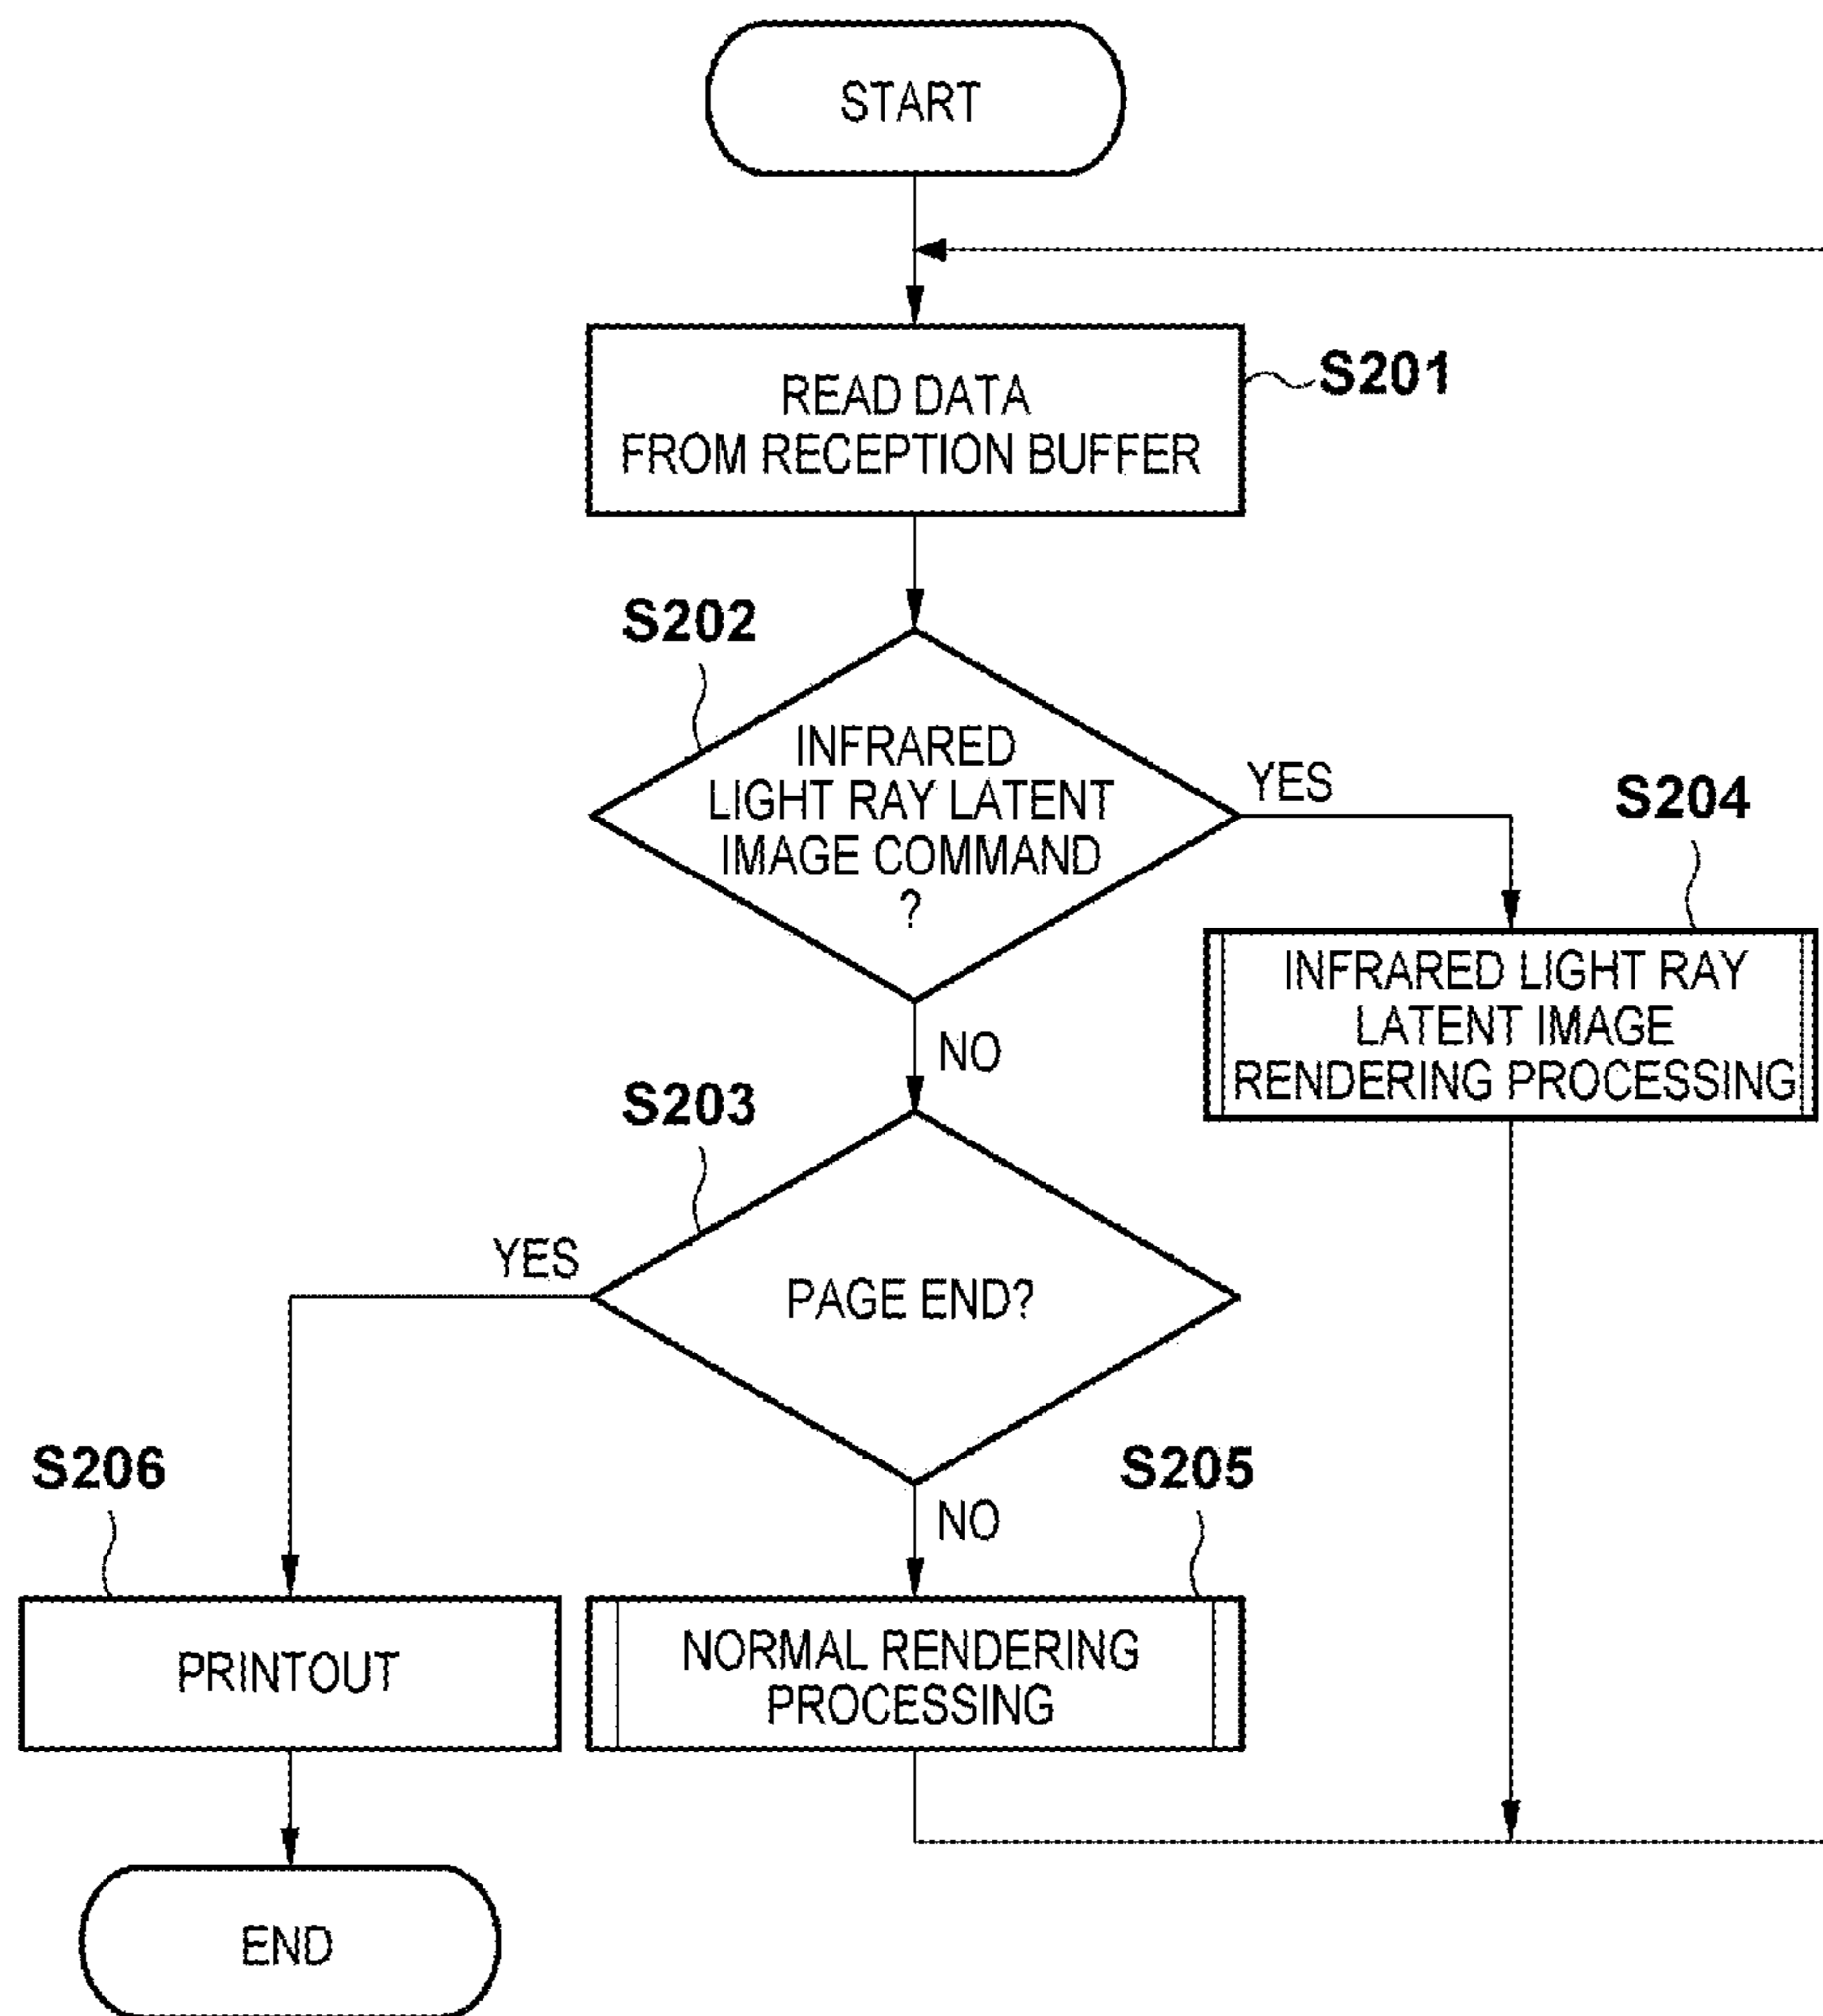 START
READ DATA
FROM RECEPTION BUFFER
S201
S202
INFRARED
LIGHT RAY LATENT
IMAGE COMMAND
?
YES
S204
INFRARED LIGHT RAY
LATENT IMAGE
RENDERING PROCESSING
NO
S203
YES
PAGE END?
S206
NO
S205
PRINTOUT
NORMAL RENDERING
PROCESSING
END